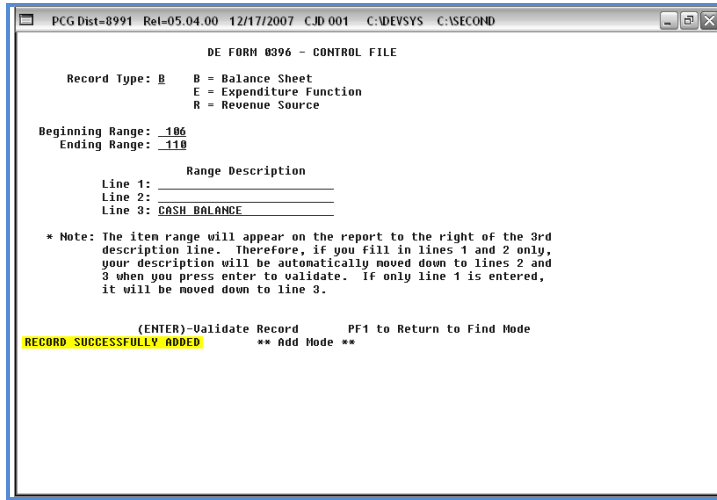 PCG Dist=8991 Rel=05.04.00 12/17/2007 CJD 001 C:\DEVSYS C:\SECOND
DE FORM 0396 - CONTROL FILE
Record Type: B B = Balance Sheet
E = Expenditure Function
R = Revenue Source
Beginning Range: 106
Ending Range: 110
Range Description
Line 1:
Line 2:
Line 3: CASH BALANCE
* Note: The item range will appear on the report to the right of the 3rd
description line. Therefore, if you fill in lines 1 and 2 only,
your description will be automatically moved down to lines 2 and
3 when you press enter to validate. If only line 1 is entered,
it will be moved down to line 3.
(ENTER)-Validate Record PF1 to Return to Find Mode
RECORD SUCCESSFULLY ADDED ** Add Mode **